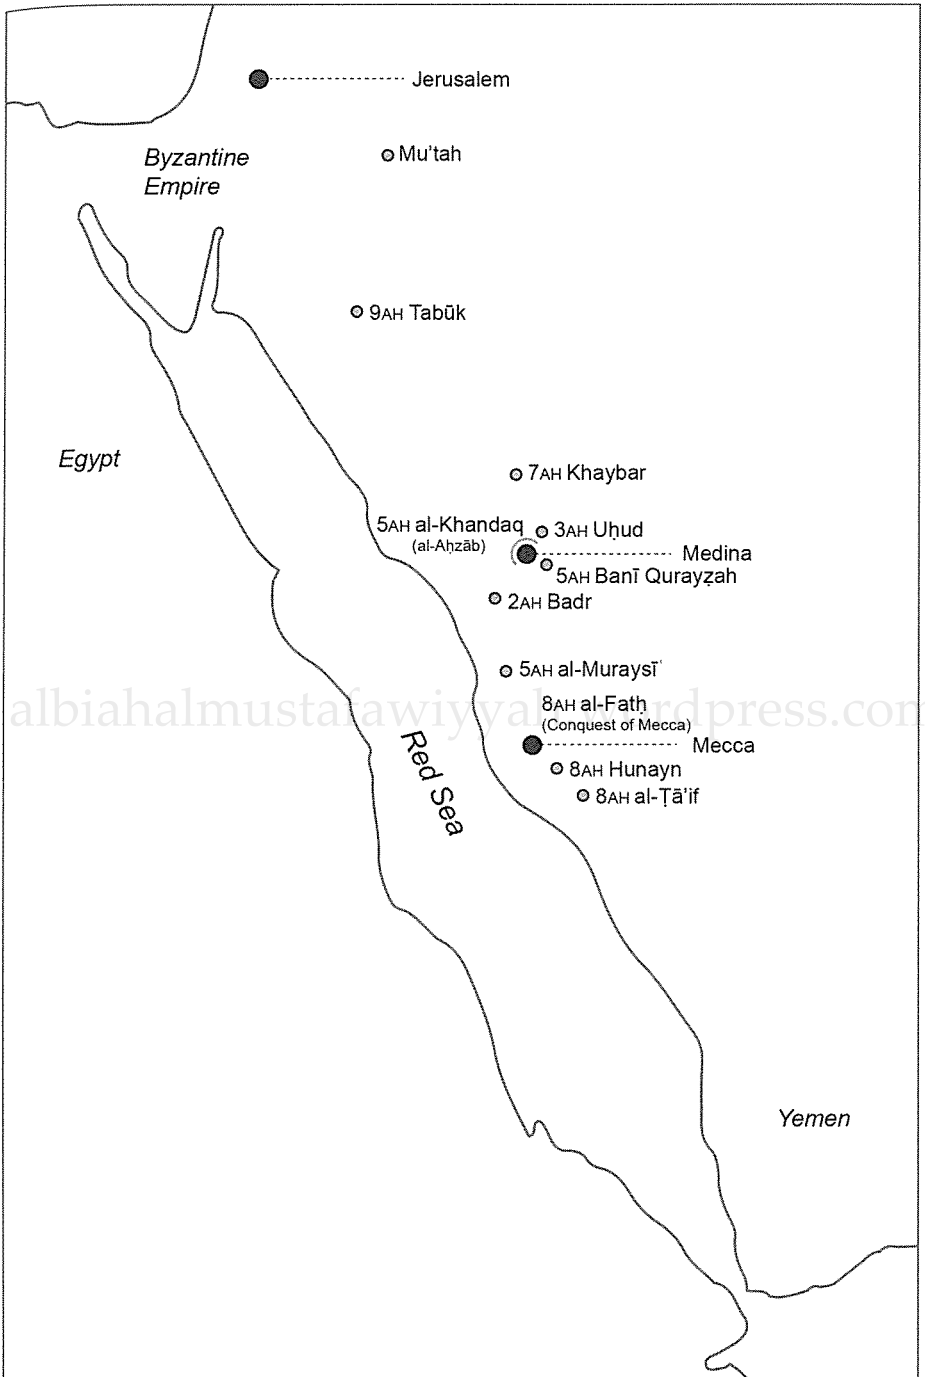 Jerusalem
Mu’tah
Byzantine
Empire
9AH Tabūk
Egypt
7AH Khaybar
5AH al-Khandaq
(al-Aḥzāb)
3AH Uḥud
Medina
5AH Banī Qurayẓah
2AH Badr
5AH al-Muraysīʿ
8AH al-Fatḥ
(Conquest of Mecca)
albiahalmustafawiyyah.wordpress.com
Mecca
Red Sea
8AH Hunayn
8AH al-Ṭā’if
Yemen